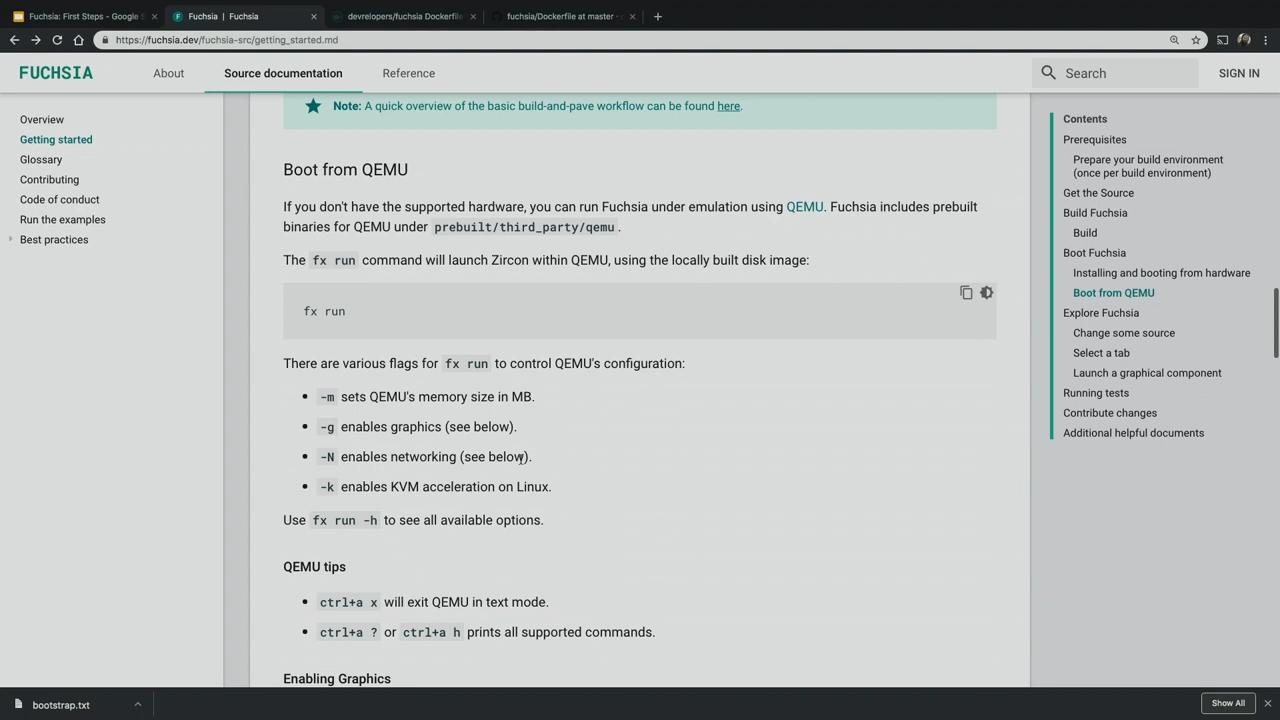 Fuchsia: First Steps - Google S
Fuchsia | Fuchsia
devrelopers/fuchsia Dockerfile
fuchsia/Dockerfile at master ·
https://fuchsia.dev/fuchsia-src/getting_started.md
FUCHSIA
About
Source documentation
Reference
Search
SIGN IN
Note: A quick overview of the basic build-and-pave workflow can be found here.
Overview
Getting started
Glossary
Contributing
Code of conduct
Run the examples
Best practices
Boot from QEMU
If you don't have the supported hardware, you can run Fuchsia under emulation using QEMU. Fuchsia includes prebuilt
binaries for QEMU under prebuilt/third_party/qemu.
The fx run command will launch Zircon within QEMU, using the locally built disk image:
fx run
There are various flags for fx run to control QEMU's configuration:
• -m sets QEMU's memory size in MB.
• -g enables graphics (see below).
• -N enables networking (see below).
• -k enables KVM acceleration on Linux.
Use fx run -h to see all available options.
QEMU tips
• ctrl+a x will exit QEMU in text mode.
• ctrl+a ? or ctrl+a h prints all supported commands.
Enabling Graphics
Contents
Prerequisites
Prepare your build environment
(once per build environment)
Get the Source
Build Fuchsia
Build
Boot Fuchsia
Installing and booting from hardware
Boot from QEMU
Explore Fuchsia
Change some source
Select a tab
Launch a graphical component
Running tests
Contribute changes
Additional helpful documents
bootstrap.txt
Show All